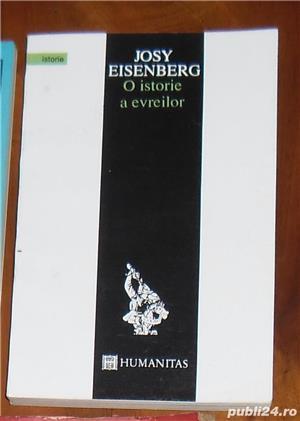 istorie
JOSY
EISENBERG
O istorie
a evreilor
HUMANITAS
publi24.ro